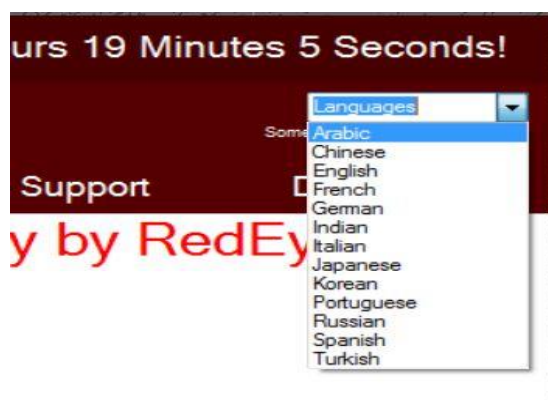 urs 19 Minutes 5 Seconds!
Languages
Some
Arabic
Chinese
English
Support
French
German
Indian
y by RedEy
Italian
Japanese
Korean
Portuguese
Russian
Spanish
Turkish